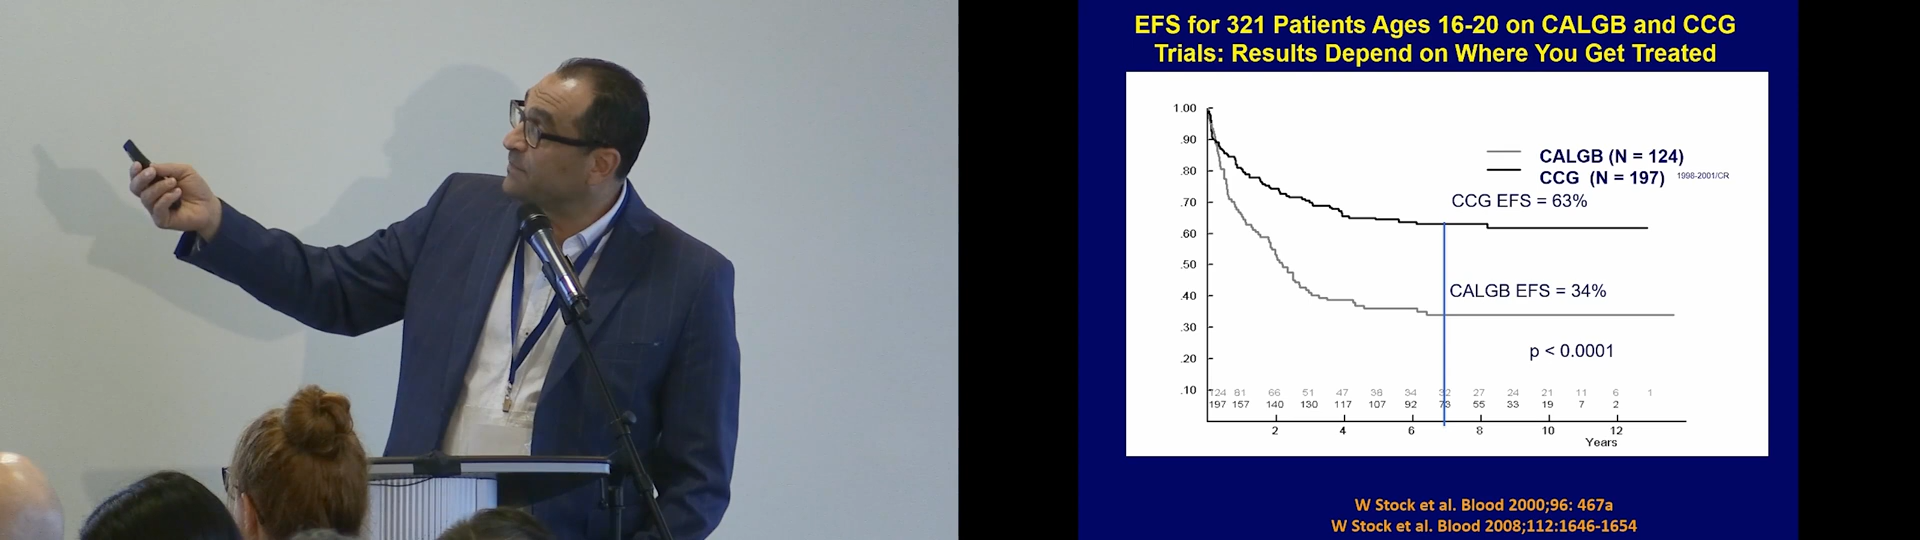 EFS for 321 Patients Ages 16-20 on CALGB and CCG
Trials: Results Depend on Where You Get Treated
1.00
.90
.80
.70
.60
.50
.40
.30
.20
.10
CALGB (N = 124)
CCG (N = 197) 1998-2001/CR
CCG EFS = 63%
CALGB EFS = 34%
p < 0.0001
124 81 66 51 47 38 34 32 27 24 21 11 6 1
197 157 140 130 117 107 92 73 55 33 19 7 2
2 4 6 8 10 12
Years
W Stock et al. Blood 2000;96: 467a
W Stock et al. Blood 2008;112:1646-1654